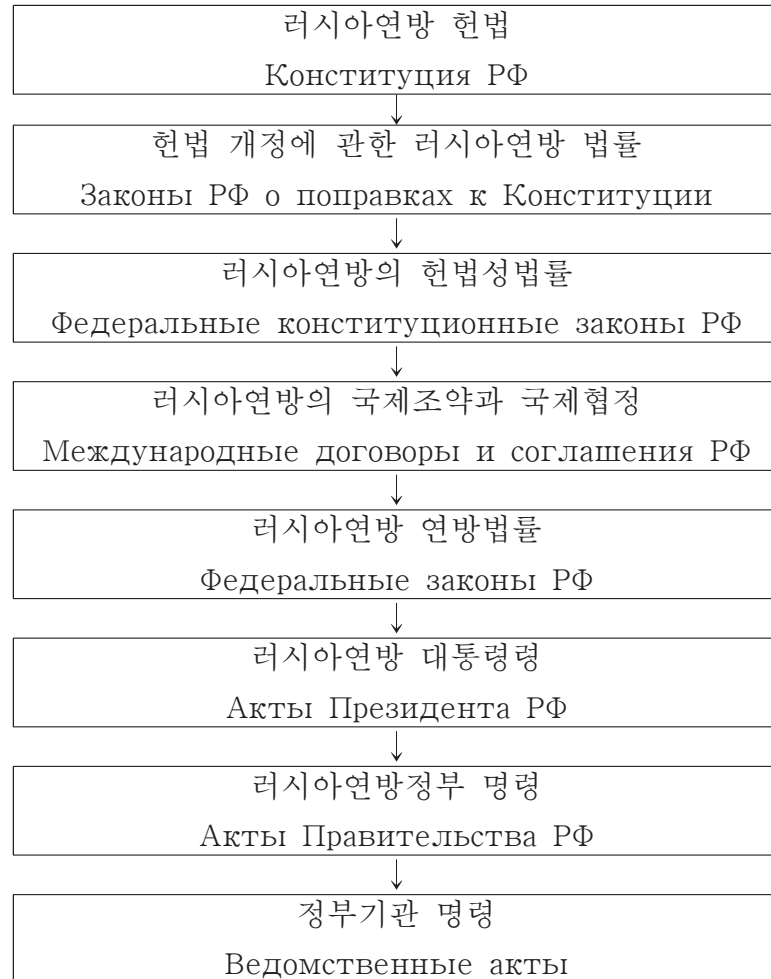 러시아연방 헌법
Конституция РФ
헌법 개정에 관한 러시아연방 법률
Законы РФ о поправках к Конституции
러시아연방의 헌법성법률
Федеральные конституционные законы РФ
러시아연방의 국제조약과 국제협정
Международные договоры и соглашения РФ
러시아연방 연방법률
Федеральные законы РФ
러시아연방 대통령령
Акты Президента РФ
러시아연방정부 명령
Акты Правительства РФ
정부기관 명령
Ведомственные акты